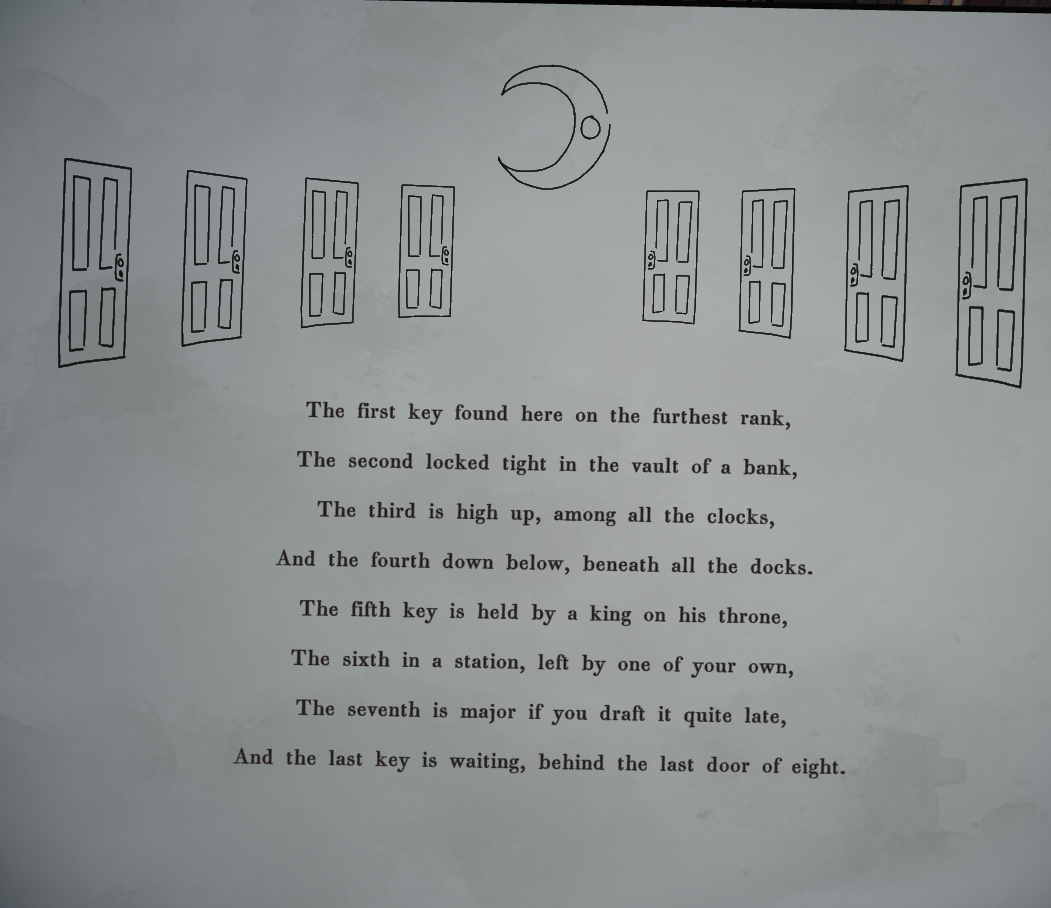 The first key found here on the furthest rank,
The second locked tight in the vault of a bank,
The third is high up, among all the clocks,
And the fourth down below, beneath all the docks.
The fifth key is held by a king on his throne,
The sixth in a station, left by one of your own,
The seventh is major if you draft it quite late,
And the last key is waiting, behind the last door of eight.